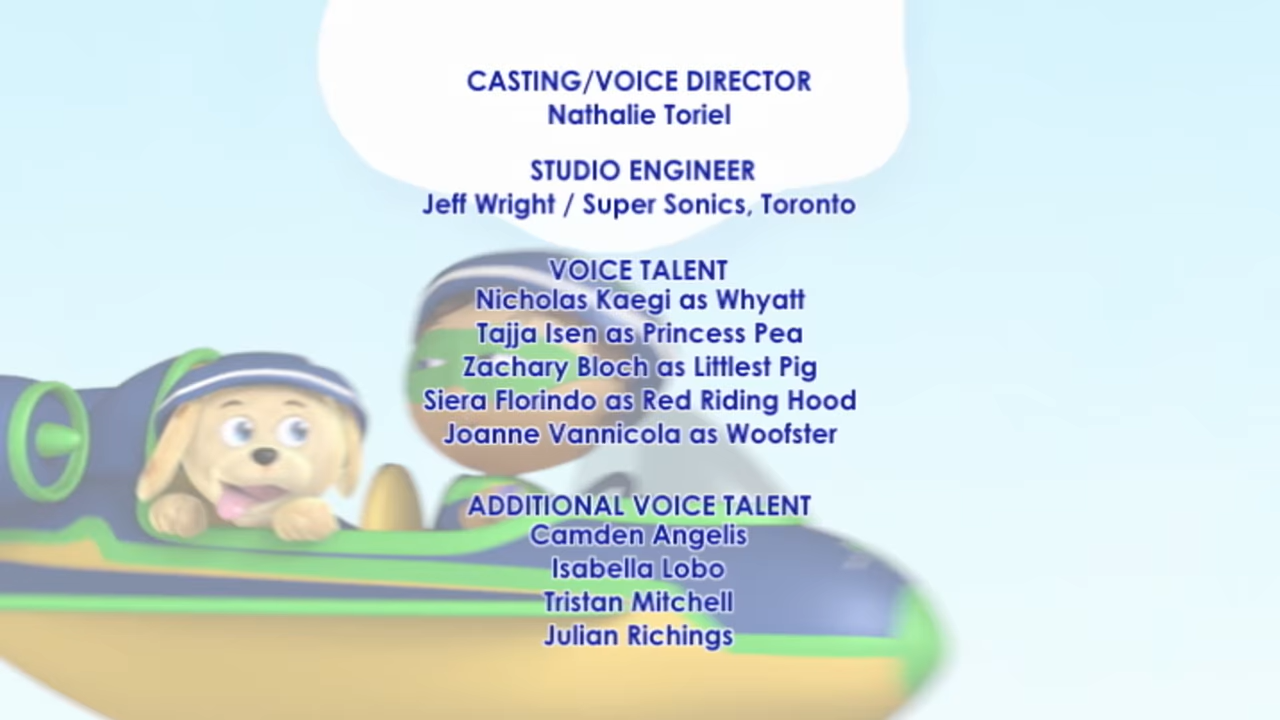 CASTING/VOICE DIRECTOR
Nathalie Toriel
STUDIO ENGINEER
Jeff Wright / Super Sonics, Toronto
VOICE TALENT
Nicholas Kaegi as Whyatt
Tajja Isen as Princess Pea
Zachary Bloch as Littlest Pig
Siera Florindo as Red Riding Hood
Joanne Vannicola as Woofster
ADDITIONAL VOICE TALENT
Camden Angelis
Isabella Lobo
Tristan Mitchell
Julian Richings